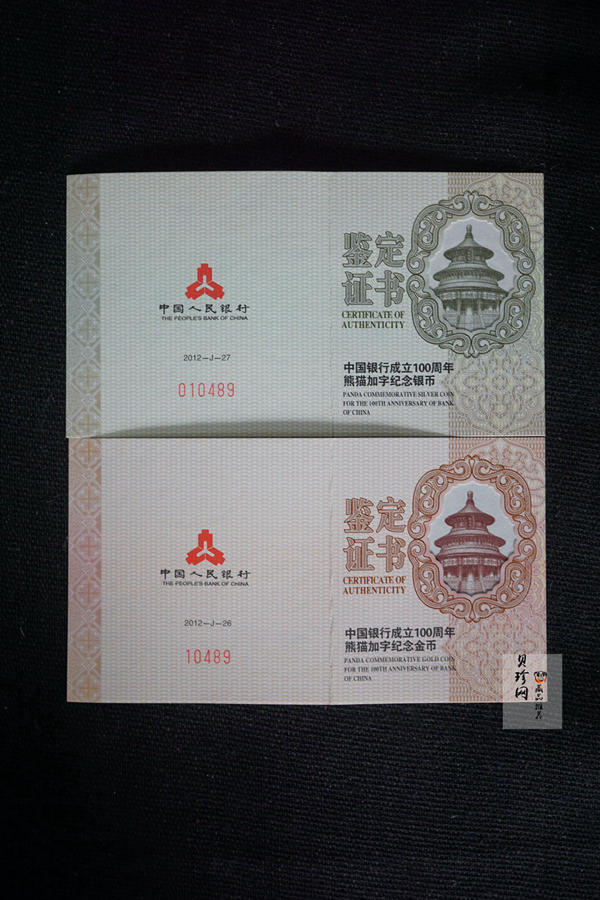 中国人民银行
THE PEOPLE'S BANK OF CHINA
2012-J-27
010489
鉴定
证书
CERTIFICATE OF
AUTHENTICITY
中国银行成立100周年
熊猫加字纪念银币
PANDA COMMEMORATIVE SILVER COIN
FOR THE 100TH ANNIVERSARY OF BANK
OF CHINA
中国人民银行
THE PEOPLE'S BANK OF CHINA
2012-J-26
10489
鉴定
证书
CERTIFICATE OF
AUTHENTICITY
中国银行成立100周年
熊猫加字纪念金币
PANDA COMMEMORATIVE GOLD COIN
FOR THE 100TH ANNIVERSARY OF BANK
OF CHINA
贝珍网
藏品推荐